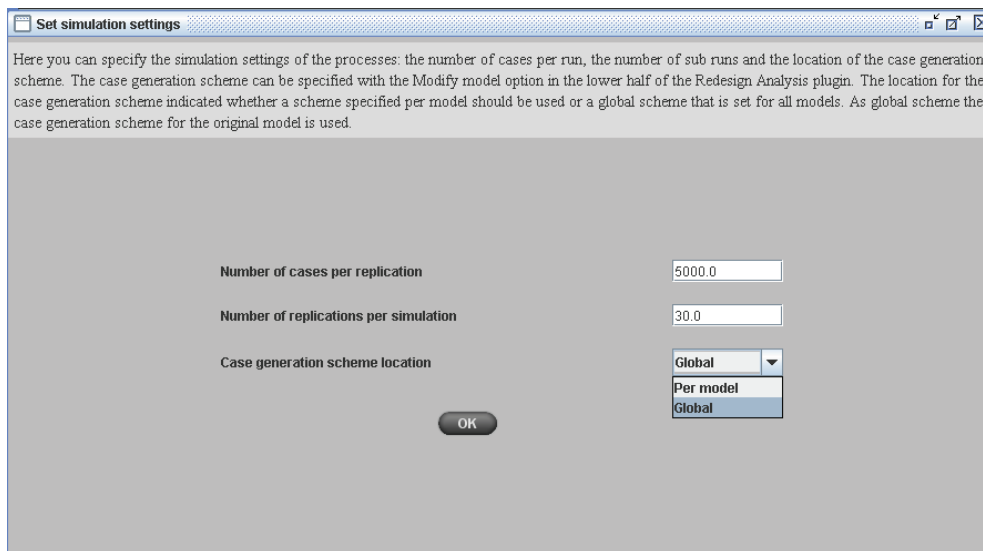 Set simulation settings
Here you can specify the simulation settings of the processes: the number of cases per run, the number of sub runs and the location of the case generation
scheme. The case generation scheme can be specified with the Modify model option in the lower half of the Redesign Analysis plugin. The location for the
case generation scheme indicated whether a scheme specified per model should be used or a global scheme that is set for all models. As global scheme the
case generation scheme for the original model is used.
Number of cases per replication 5000.0
Number of replications per simulation 30.0
Case generation scheme location Global
Per model
Global
OK